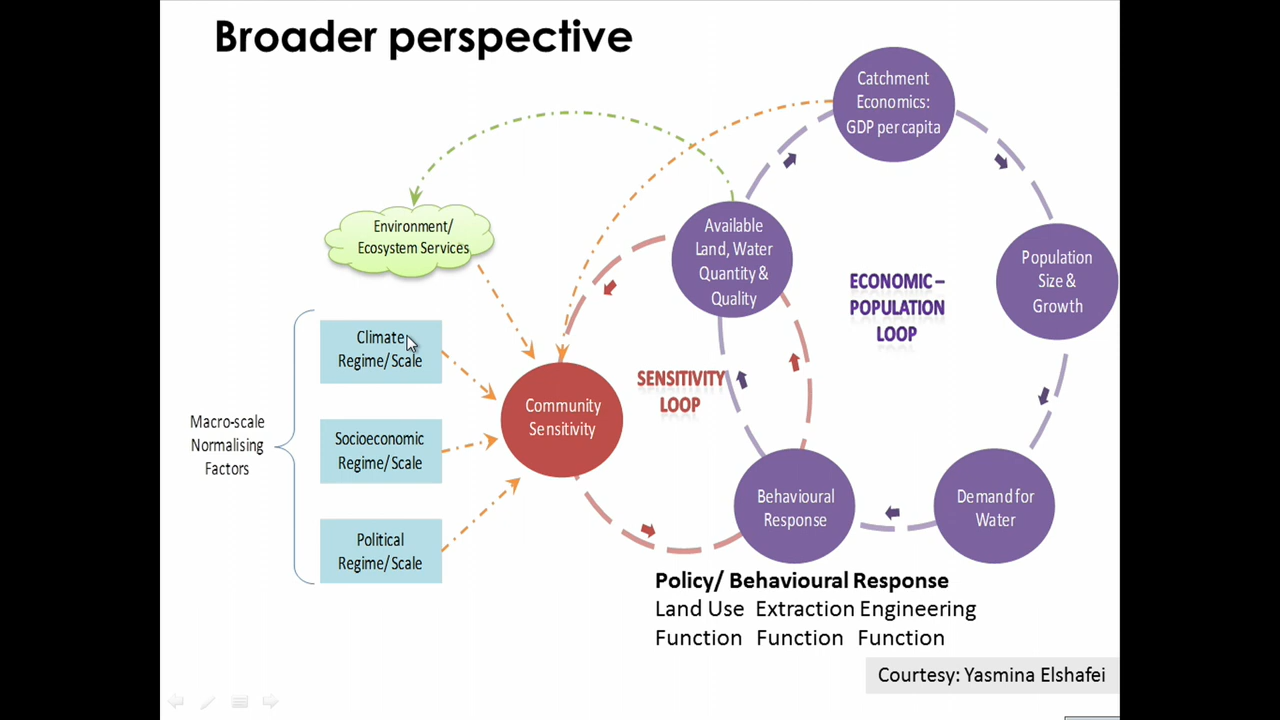 Broader perspective
Catchment
Economics:
GDP per capita
Environment/
Ecosystem Services
Available
Land, Water
Quantity &
Quality
Population
Size &
Growth
ECONOMIC –
POPULATION
LOOP
Climate
Regime/Scale
SENSITIVITY
LOOP
Community
Sensitivity
Macro-scale
Normalising
Factors
Socioeconomic
Regime/Scale
Behavioural
Response
Demand for
Water
Political
Regime/Scale
Policy/ Behavioural Response
Land Use Extraction Engineering
Function Function Function
Courtesy: Yasmina Elshafei